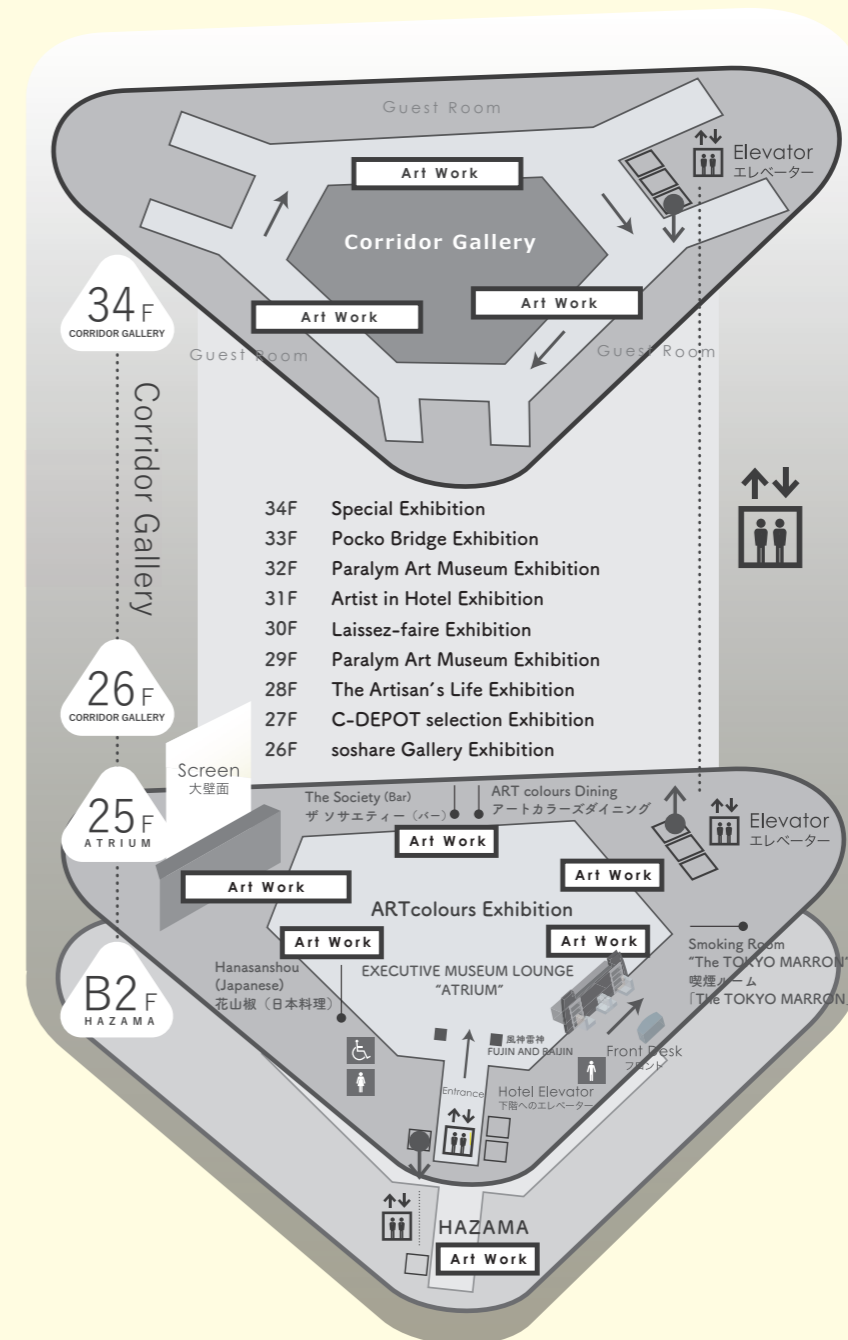 Guest Room
Elevator
エレベーター
Art Work
Corridor Gallery
Art Work
Art Work
Guest Room
Guest Room
34F
CORRIDOR GALLERY
Corridor Gallery
34F Special Exhibition
33F Pocko Bridge Exhibition
32F Paralym Art Museum Exhibition
31F Artist in Hotel Exhibition
30F Laissez-faire Exhibition
29F Paralym Art Museum Exhibition
28F The Artisan´s Life Exhibition
27F C-DEPOT selection Exhibition
26F soshare Gallery Exhibition
26F
CORRIDOR GALLERY
Screen
大壁面
25F
ATRIUM
The Society (Bar)
ザ ソサエティー（バー）
ART colours Dining
アートカラーズダイニング
Elevator
エレベーター
Art Work
Art Work
Art Work
ARTcolours Exhibition
Art Work
Art Work
EXECUTIVE MUSEUM LOUNGE
"ATRIUM"
Hanasanshou
(Japanese)
花山椒（日本料理）
Smoking Room
"The TOKYO MARRON"
喫煙ルーム
「The TOKYO MARRON」
B2F
HAZAMA
風神雷神
FUJIN AND RAIJIN
Front Desk
フロント
Entrance
Hotel Elevator
下階へのエレベーター
HAZAMA
Art Work